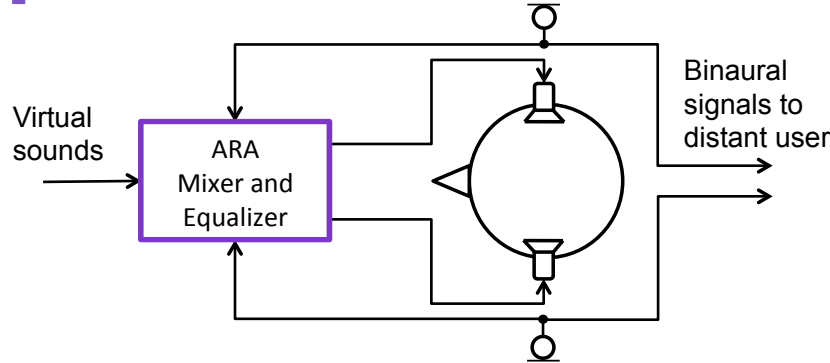 Virtual
sounds
ARA
Mixer and
Equalizer
Binaural
signals to
distant user